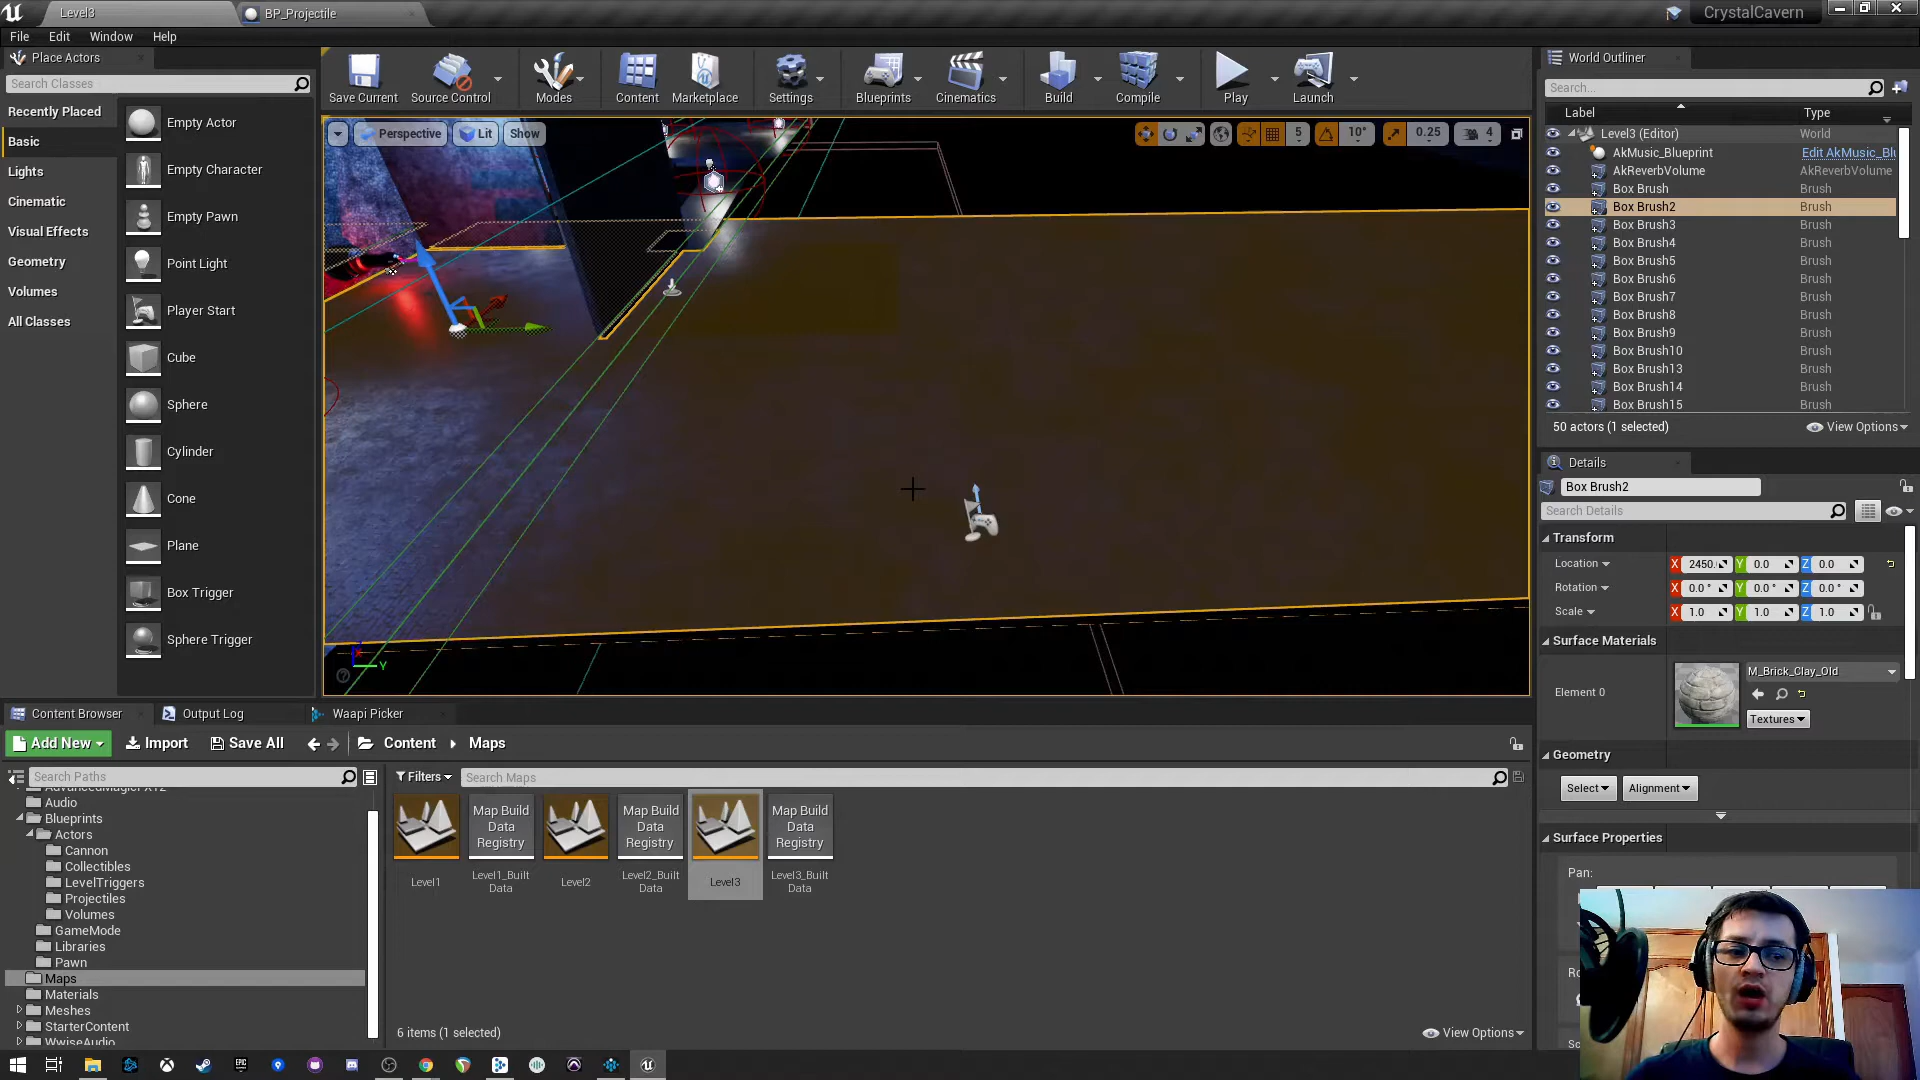 Level3
BP_Projectile
CrystalCavern
File Edit Window Help
Place Actors
Search Classes
Recently Placed
Basic
Lights
Cinematic
Visual Effects
Geometry
Volumes
All Classes
Empty Actor
Empty Character
Empty Pawn
Point Light
Player Start
Cube
Sphere
Cylinder
Cone
Plane
Box Trigger
Sphere Trigger
Save Current
Source Control
Modes
Content
Marketplace
Settings
Blueprints
Cinematics
Build
Compile
Play
Launch
Perspective
Lit
Show
5
10°
0.25
4
X
Y
World Outliner
Search...
Label Type
Level3 (Editor) World
AkMusic_Blueprint Edit AkMusic_Blu
AkReverbVolume AkReverbVolume
Box Brush Brush
Box Brush2 Brush
Box Brush3 Brush
Box Brush4 Brush
Box Brush5 Brush
Box Brush6 Brush
Box Brush7 Brush
Box Brush8 Brush
Box Brush9 Brush
Box Brush10 Brush
Box Brush13 Brush
Box Brush14 Brush
Box Brush15 Brush
50 actors (1 selected)
View Options
Details
Box Brush2
Search Details
Transform
Location X 2450. Y 0.0 Z 0.0
Rotation X 0.0 ° Y 0.0 ° Z 0.0 °
Scale X 1.0 Y 1.0 Z 1.0
Surface Materials
Element 0
M_Brick_Clay_Old
Textures
Geometry
Select
Alignment
Surface Properties
Pan:
Content Browser
Output Log
Waapi Picker
Add New
Import
Save All
Content
Maps
Search Paths
Filters
Search Maps
Audio
Blueprints
Actors
Cannon
Collectibles
LevelTriggers
Projectiles
Volumes
GameMode
Libraries
Pawn
Maps
Materials
Meshes
StarterContent
WwiseAudio
Map Build
Data
Registry
Map Build
Data
Registry
Map Build
Data
Registry
Level1
Level1_Built
Data
Level2
Level2_Built
Data
Level3
Level3_Built
Data
6 items (1 selected)
View Options